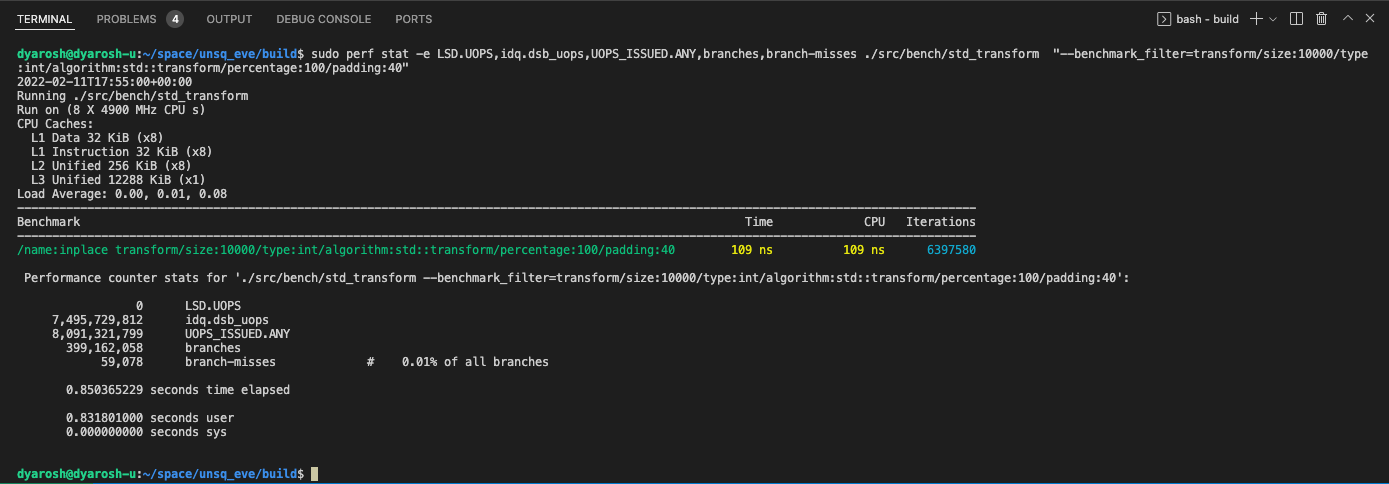 TERMINAL PROBLEMS 4 OUTPUT DEBUG CONSOLE PORTS bash - build
dyarosh@dyarosh-u:~/space/unsq_eve/build$ sudo perf stat -e LSD.UOPS,idq.dsb_uops,UOPS_ISSUED.ANY,branches,branch-misses ./src/bench/std_transform "--benchmark_filter=transform/size:10000/type
:int/algorithm:std::transform/percentage:100/padding:40"
2022-02-11T17:55:00+00:00
Running ./src/bench/std_transform
Run on (8 X 4900 MHz CPU s)
CPU Caches:
L1 Data 32 KiB (x8)
L1 Instruction 32 KiB (x8)
L2 Unified 256 KiB (x8)
L3 Unified 12288 KiB (x1)
Load Average: 0.00, 0.01, 0.08
Benchmark Time CPU Iterations
/name:inplace transform/size:10000/type:int/algorithm:std::transform/percentage:100/padding:40 109 ns 109 ns 6397580
Performance counter stats for './src/bench/std_transform --benchmark_filter=transform/size:10000/type:int/algorithm:std::transform/percentage:100/padding:40':
0 LSD.UOPS
7,495,729,812 idq.dsb_uops
8,091,321,799 UOPS_ISSUED.ANY
399,162,058 branches
59,078 branch-misses # 0.01% of all branches
0.850365229 seconds time elapsed
0.831801000 seconds user
0.000000000 seconds sys
dyarosh@dyarosh-u:~/space/unsq_eve/build$